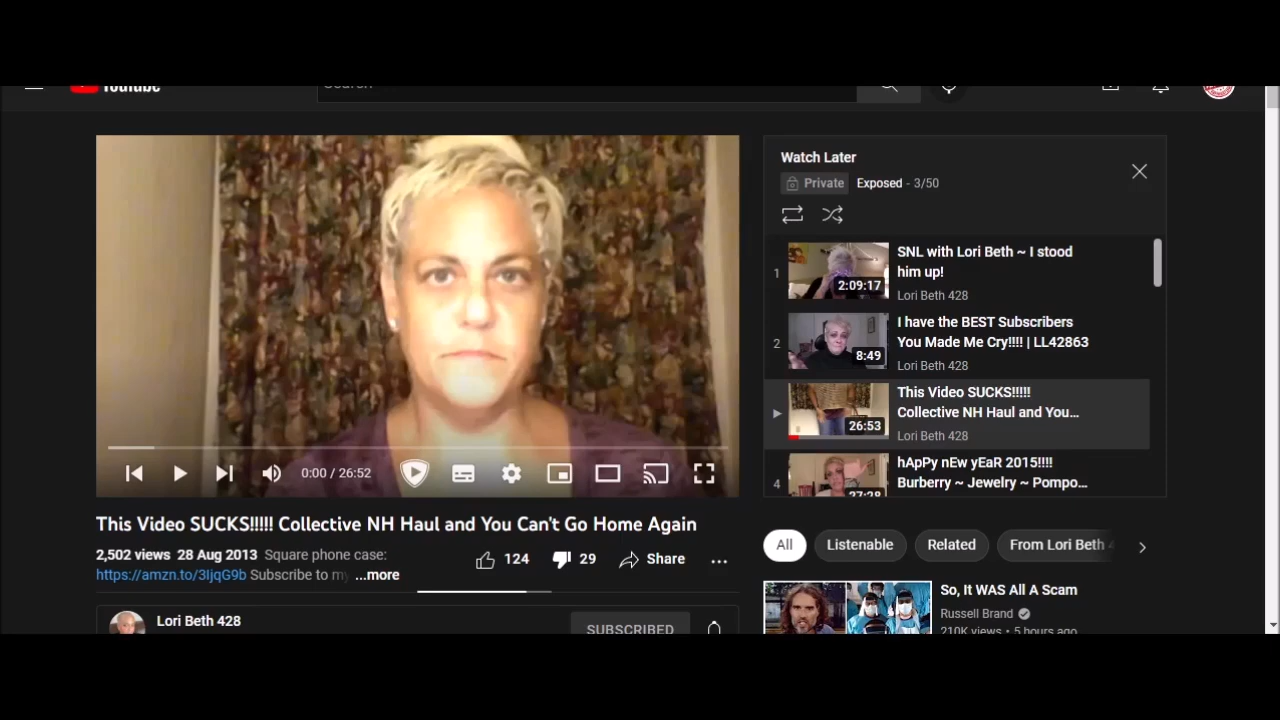 YouTube
Search
This Video SUCKS!!!!! Collective NH Haul and You Can't Go Home Again
0:00 / 26:52
2,502 views 28 Aug 2013 Square phone case:
https://amzn.to/3IjqG9b Subscribe to my ...more
124
29
Share
Lori Beth 428
SUBSCRIBED
Watch Later
Private
Exposed - 3/50
1
2:09:17
SNL with Lori Beth ~ I stood
him up!
Lori Beth 428
2
8:49
I have the BEST Subscribers
You Made Me Cry!!!! | LL42863
Lori Beth 428
26:53
This Video SUCKS!!!!!
Collective NH Haul and You...
Lori Beth 428
4
27:28
hApPy nEw yEaR 2015!!!!
Burberry ~ Jewelry ~ Pompo...
All
Listenable
Related
From Lori Beth 4
So, It WAS All A Scam
Russell Brand
210K views • 5 hours ago